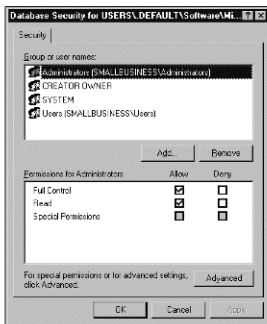 Database Security for USERS\.DEFAULT\Software\Mi...
Security
Group or user names:
Administrators (SMALLBUSINESS\Administrators)
CREATOR OWNER
SYSTEM
Users (SMALLBUSINESS\Users)
Add... Remove
Permissions for Administrators Allow Deny
Full Control
Read
Special Permissions
For special permissions or for advanced settings,
click Advanced.
Advanced
OK Cancel Apply